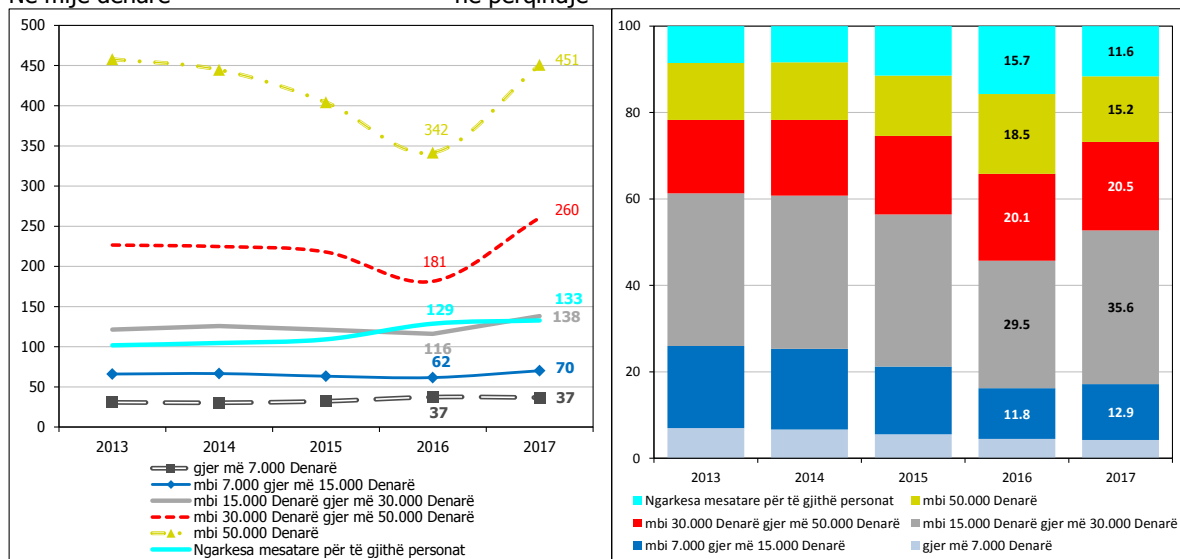 Në mijë denarë në përqindje
500
450
400
350
300
250
200
150
100
50
0
451
342
260
181
133
129
138
116
62
70
37
37
2013 2014 2015 2016 2017
gjer më 7.000 Denarë
mbi 7.000 gjer më 15.000 Denarë
mbi 15.000 Denarë gjer më 30.000 Denarë
mbi 30.000 Denarë gjer më 50.000 Denarë
mbi 50.000 Denarë
Ngarkesa mesatare për të gjithë personat
100
80
60
40
20
0
15.7 11.6
18.5 15.2
20.1 20.5
29.5 35.6
11.8 12.9
2013 2014 2015 2016 2017
Ngarkesa mesatare për të gjithë personat mbi 50.000 Denarë
mbi 30.000 Denarë gjer më 50.000 Denarë mbi 15.000 Denarë gjer më 30.000 Denarë
mbi 7.000 gjer më 15.000 Denarë gjer më 7.000 Denarë